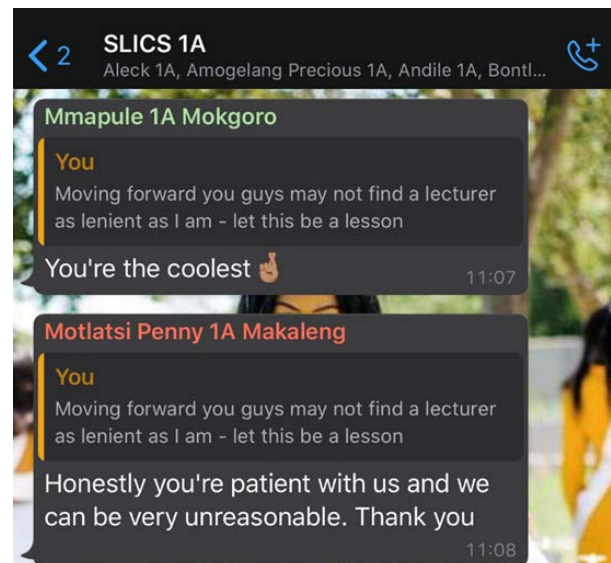 2
SLICS 1A
Aleck 1A, Amogelang Precious 1A, Andile 1A, Bontl...
Mmapule 1A Mokgoro
You
Moving forward you guys may not find a lecturer
as lenient as I am - let this be a lesson
You're the coolest🤞🏽
11:07
Motlatsi Penny 1A Makaleng
You
Moving forward you guys may not find a lecturer
as lenient as I am - let this be a lesson
Honestly you're patient with us and we
can be very unreasonable. Thank you
11:08